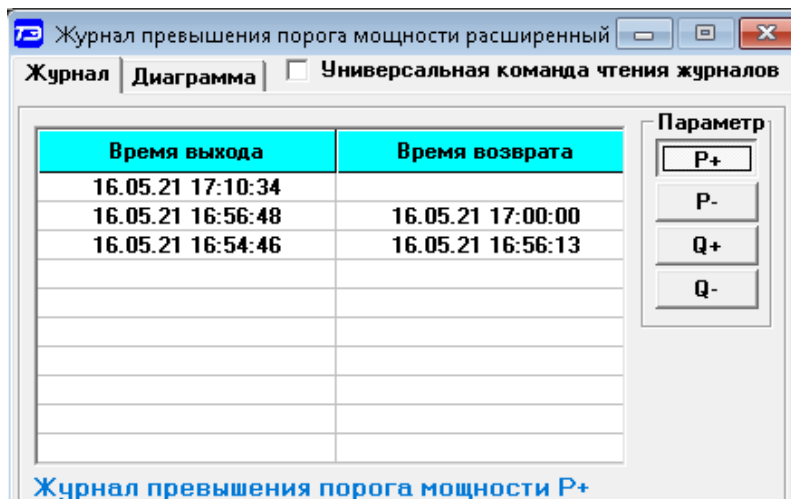 ТЭ Журнал превышения порога мощности расширенный
Журнал Диаграмма Универсальная команда чтения журналов
Параметр
Время выхода Время возврата
P+
16.05.21 17:10:34
P-
16.05.21 16:56:48 16.05.21 17:00:00
16.05.21 16:54:46 16.05.21 16:56:13
Q+
Q-
Журнал превышения порога мощности P+